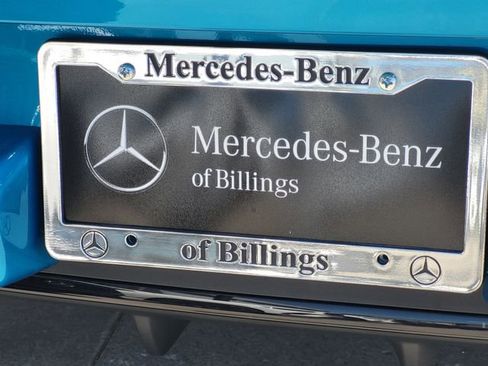 Mercedes-Benz
Mercedes-Benz
of Billings
of Billings